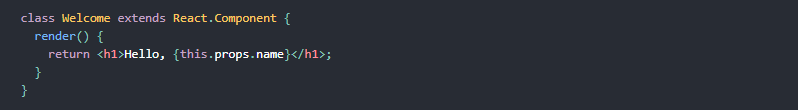 class Welcome extends React.Component {
  render() {
    return <h1>Hello, {this.props.name}</h1>;
  }
}